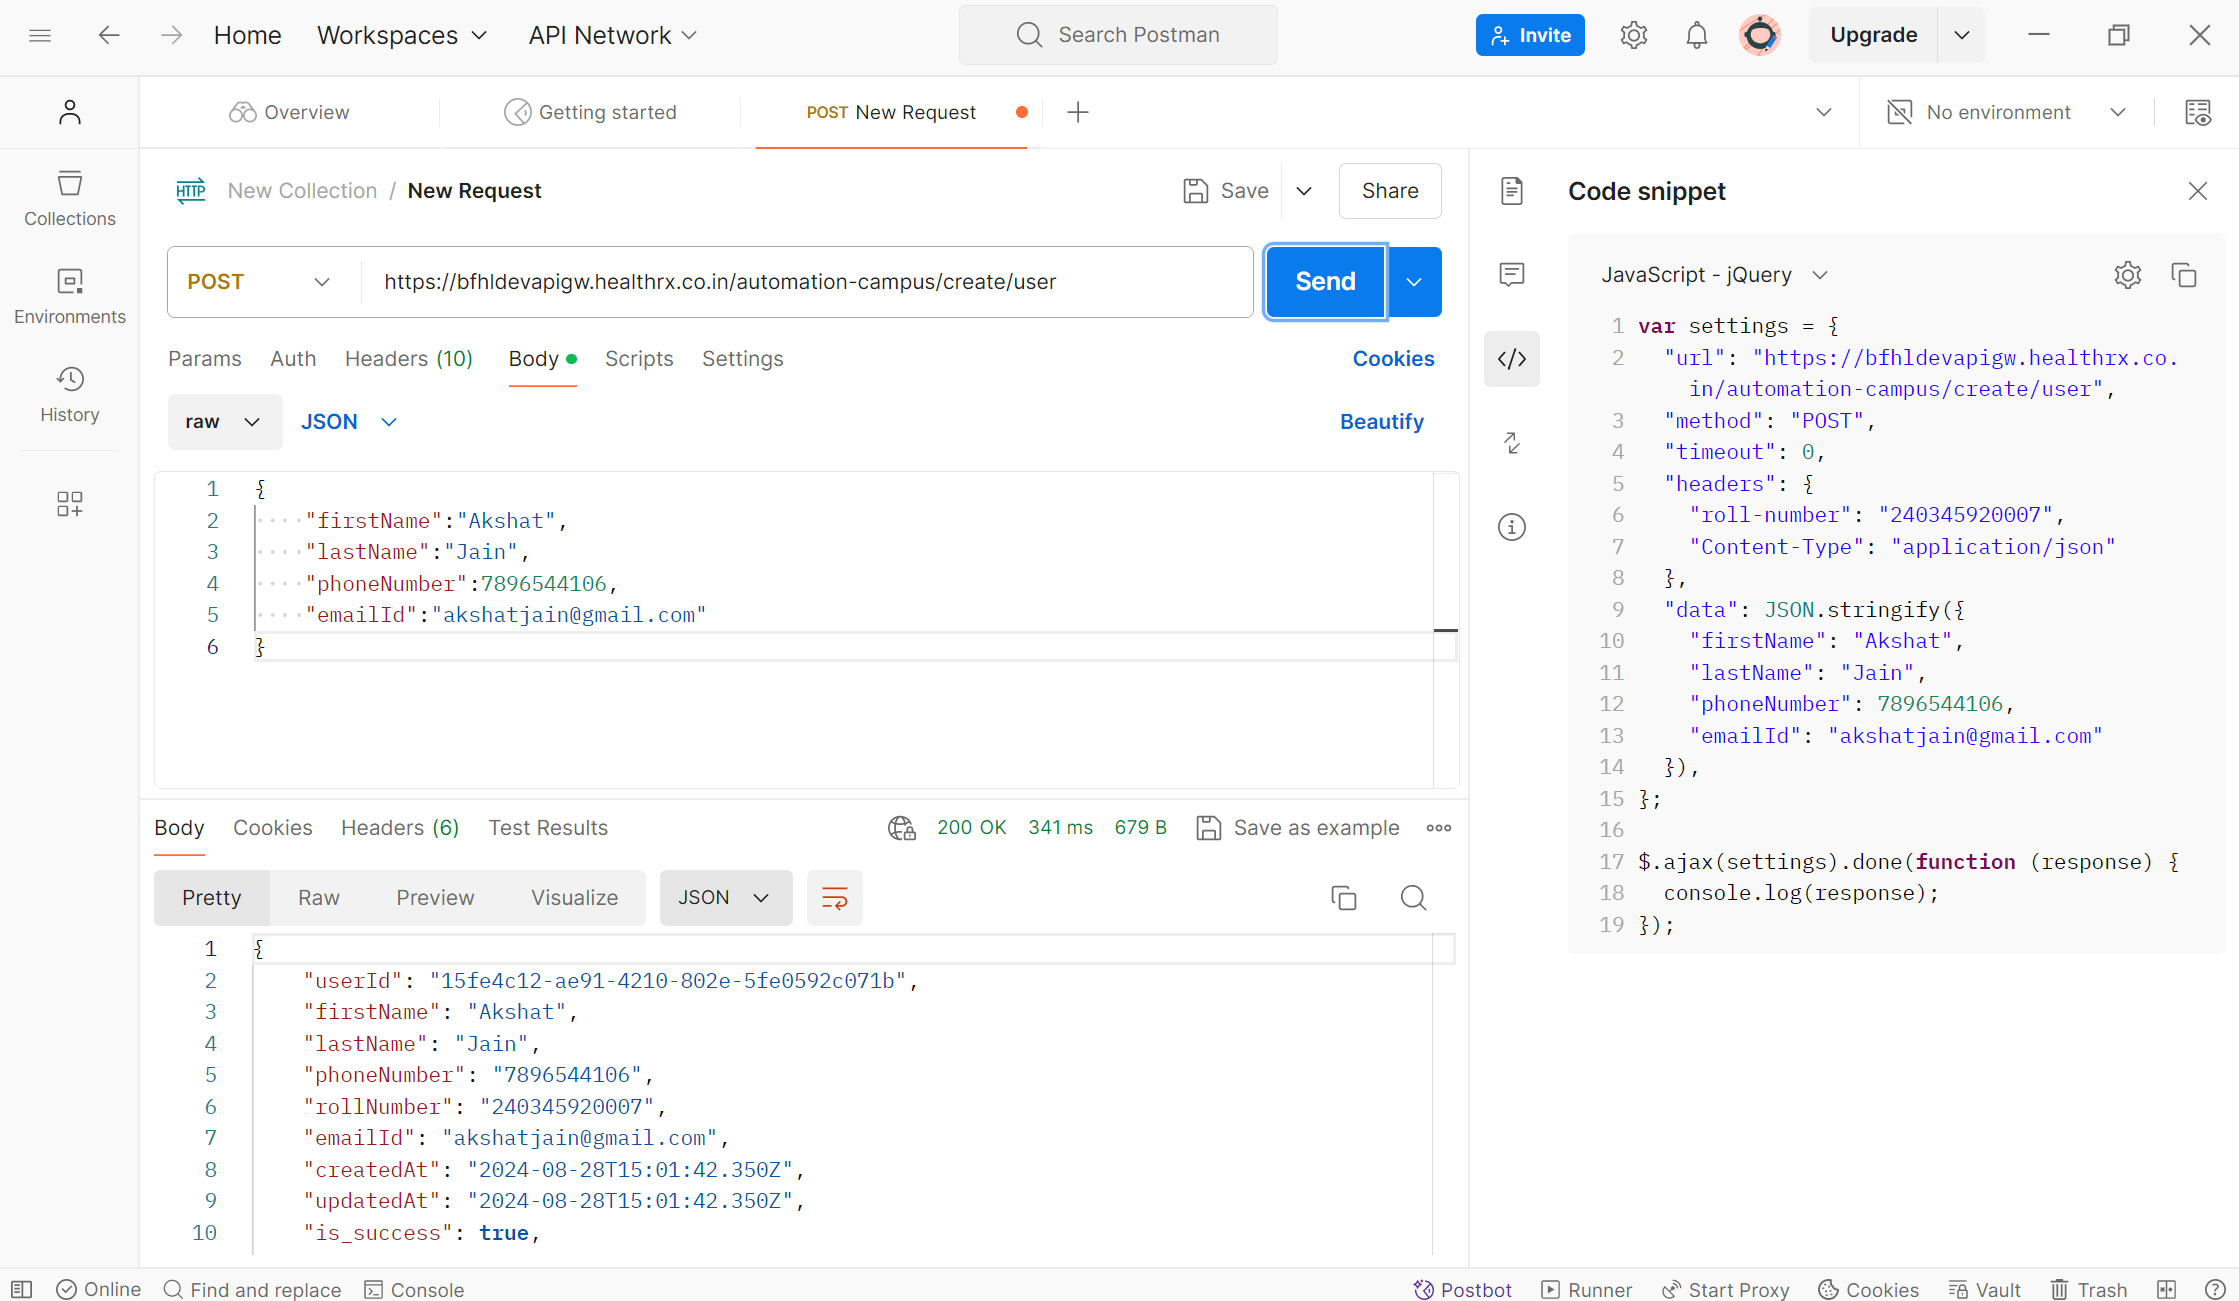 Home Workspaces API Network Search Postman Invite Upgrade
Overview Getting started POST New Request No environment
Collections
Environments
History
New Collection / New Request Save Share
POST https://bfhldevapigw.healthrx.co.in/automation-campus/create/user Send
Params Auth Headers (10) Body Scripts Settings Cookies
raw JSON Beautify
1 {
2 "firstName":"Akshat",
3 "lastName":"Jain",
4 "phoneNumber":7896544106,
5 "emailId":"akshatjain@gmail.com"
6 }
Body Cookies Headers (6) Test Results 200 OK 341 ms 679 B Save as example
Pretty Raw Preview Visualize JSON
1 {
2 "userId": "15fe4c12-ae91-4210-802e-5fe0592c071b",
3 "firstName": "Akshat",
4 "lastName": "Jain",
5 "phoneNumber": "7896544106",
6 "rollNumber": "240345920007",
7 "emailId": "akshatjain@gmail.com",
8 "createdAt": "2024-08-28T15:01:42.350Z",
9 "updatedAt": "2024-08-28T15:01:42.350Z",
10 "is_success": true,
Code snippet
JavaScript - jQuery
1 var settings = {
2 "url": "https://bfhldevapigw.healthrx.co.
in/automation-campus/create/user",
3 "method": "POST",
4 "timeout": 0,
5 "headers": {
6 "roll-number": "240345920007",
7 "Content-Type": "application/json"
8 },
9 "data": JSON.stringify({
10 "firstName": "Akshat",
11 "lastName": "Jain",
12 "phoneNumber": 7896544106,
13 "emailId": "akshatjain@gmail.com"
14 }),
15 };
16
17 $.ajax(settings).done(function (response) {
18 console.log(response);
19 });
Online Find and replace Console Postbot Runner Start Proxy Cookies Vault Trash